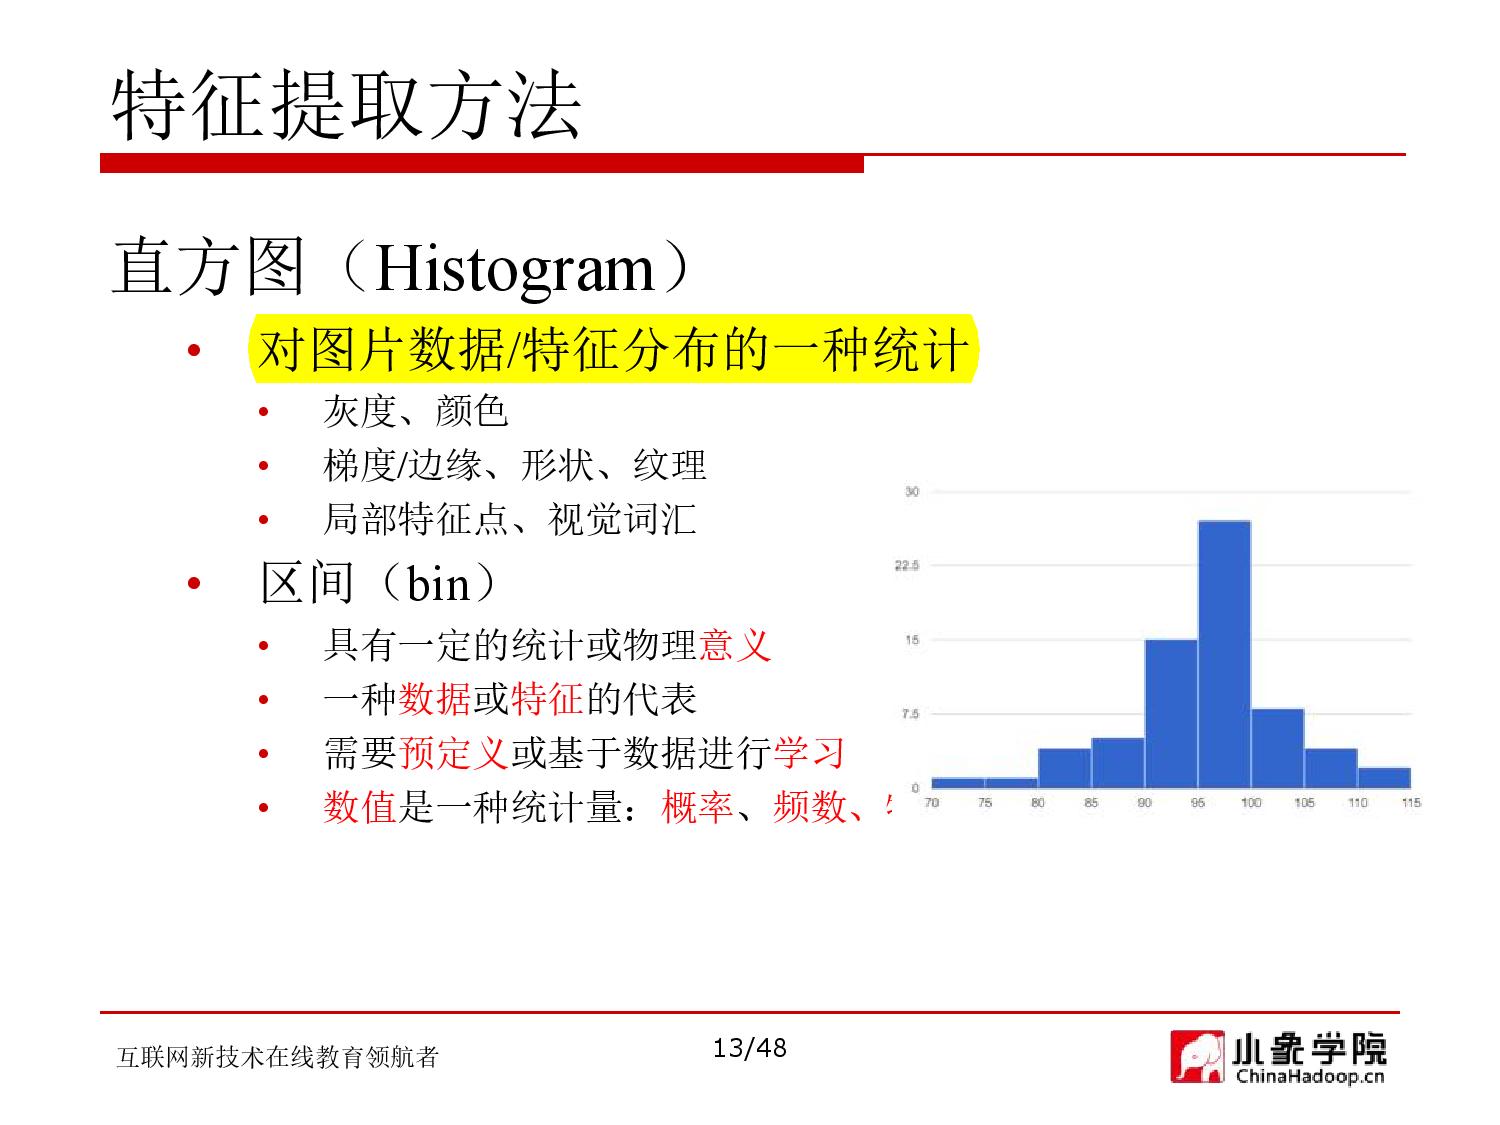 特征提取方法
直方图（Histogram）
• 对图片数据/特征分布的一种统计
• 灰度、颜色
• 梯度/边缘、形状、纹理
• 局部特征点、视觉词汇
• 区间（bin）
• 具有一定的统计或物理意义
• 一种数据或特征的代表
• 需要预定义或基于数据进行学习
• 数值是一种统计量：概率、频数、
30
22.5
15
7.5
0
70 75 80 85 90 95 100 105 110 115
互联网新技术在线教育领航者
13/48
小象学院
ChinaHadoop.cn